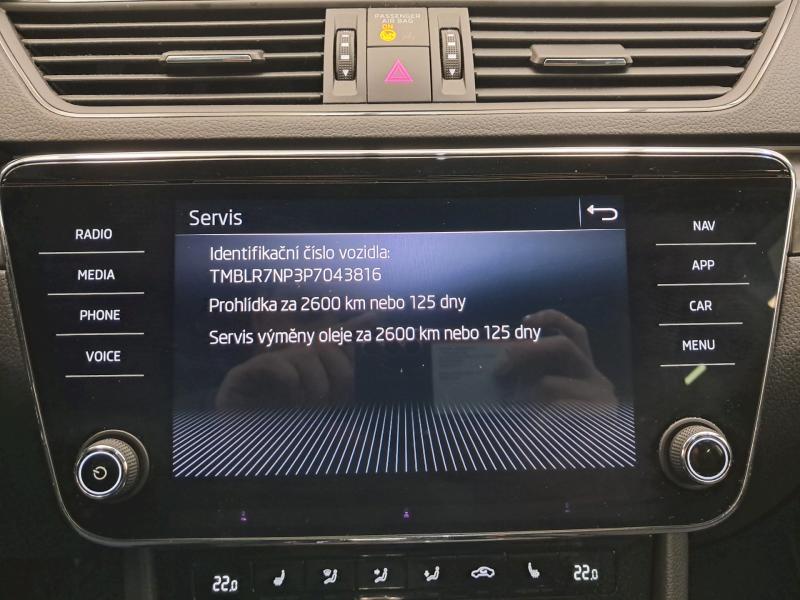 PASSENGER
AIR BAG
ON
Servis
RADIO
MEDIA
PHONE
VOICE
Identifikační číslo vozidla:
TMBLR7NP3P7043816
Prohlídka za 2600 km nebo 125 dny
Servis výměny oleje za 2600 km nebo 125 dny
NAV
APP
CAR
MENU
22.0
22.0